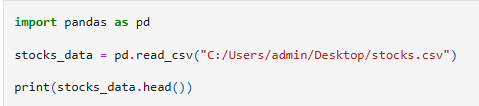 import pandas as pd
stocks_data = pd.read_csv("C:/Users/admin/Desktop/stocks.csv")
print(stocks_data.head())